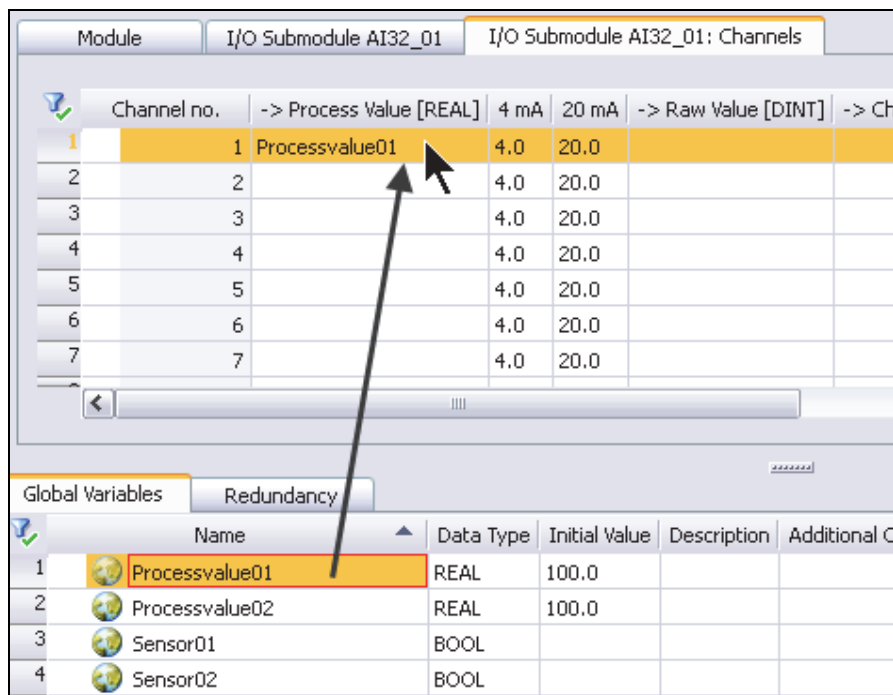 Module I/O Submodule AI32_01 I/O Submodule AI32_01: Channels
Channel no. -> Process Value [REAL] 4 mA 20 mA -> Raw Value [DINT] -> Ch
1 1 Processvalue01 4.0 20.0
2 2 4.0 20.0
3 3 4.0 20.0
4 4 4.0 20.0
5 5 4.0 20.0
6 6 4.0 20.0
7 7 4.0 20.0
Global Variables Redundancy
Name Data Type Initial Value Description Additional C
1 Processvalue01 REAL 100.0
2 Processvalue02 REAL 100.0
3 Sensor01 BOOL
4 Sensor02 BOOL